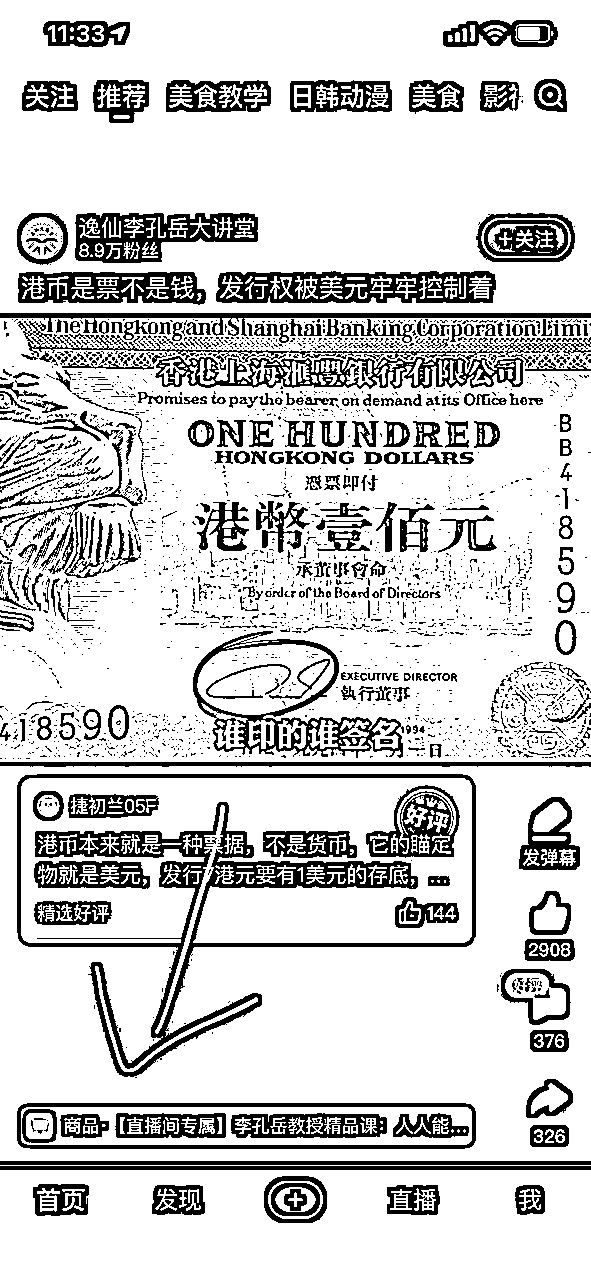 11:33
关注 推荐 美食教学 日韩动漫 美食
逸仙李孔岳大讲堂
8.9万粉丝
关注
港币是票不是钱，发行权被美元牢牢控制着
The Hongkong and Shanghai Banking Corporation Limi
香港上海滙豐銀行有限公司
Promises to pay the bearer on demand at its Office here
ONE HUNDRED
HONGKONG DOLLARS
憑票即付
港幣壹佰元
承董事會命
By order of the Board of Directors
BB418590
EXECUTIVE DIRECTOR
執行董事
418590
谁印的谁签名
捷初兰05F
好评
港币本来就是一种票据，不是货币，它的瞄定
物就是美元，发行7港元要有1美元的存底，...
精选好评
144
发弹幕
2908
好评
376
326
商品·【直播间专属】李孔岳教授精品课：人人能...
首页 发现 直播 我